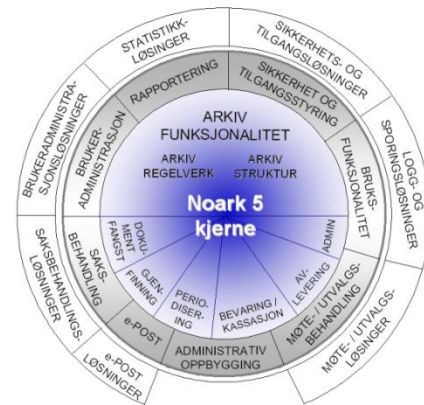 STATISTIKK-
LØSINGER
SIKKERHETS- OG
TILGANGSLØSNINGER
BRUKERADMINISTRA-
SJONSLØSNINGER
LOGG- OG
SPORINGSLØSNINGER
SAKSBEHANDLINGS-
LØSNINGER
e-POST
LØSNINGER
MØTE- / UTVALGS-
LØSINGER
RAPPORTERING
SIKKERHET OG
TILGANGSSTYRING
BRUKER-
ADMINISTRASJON
BRUKS-
FUNKSJONALITET
SAKS-
BEHANDLING
e-POST
ADMINISTRATIV
OPPBYGGING
MØTE- / UTVALGS-
BEHANDLING
ARKIV
FUNKSJONALITET
ARKIV
REGELVERK
ARKIV
STRUKTUR
Noark 5
kjerne
DOKU-
MENT
FANGST
GJEN-
FINNING
PERIO-
DISER-
ING
BEVARING /
KASSASJON
AV-
LEVERING
ADMIN